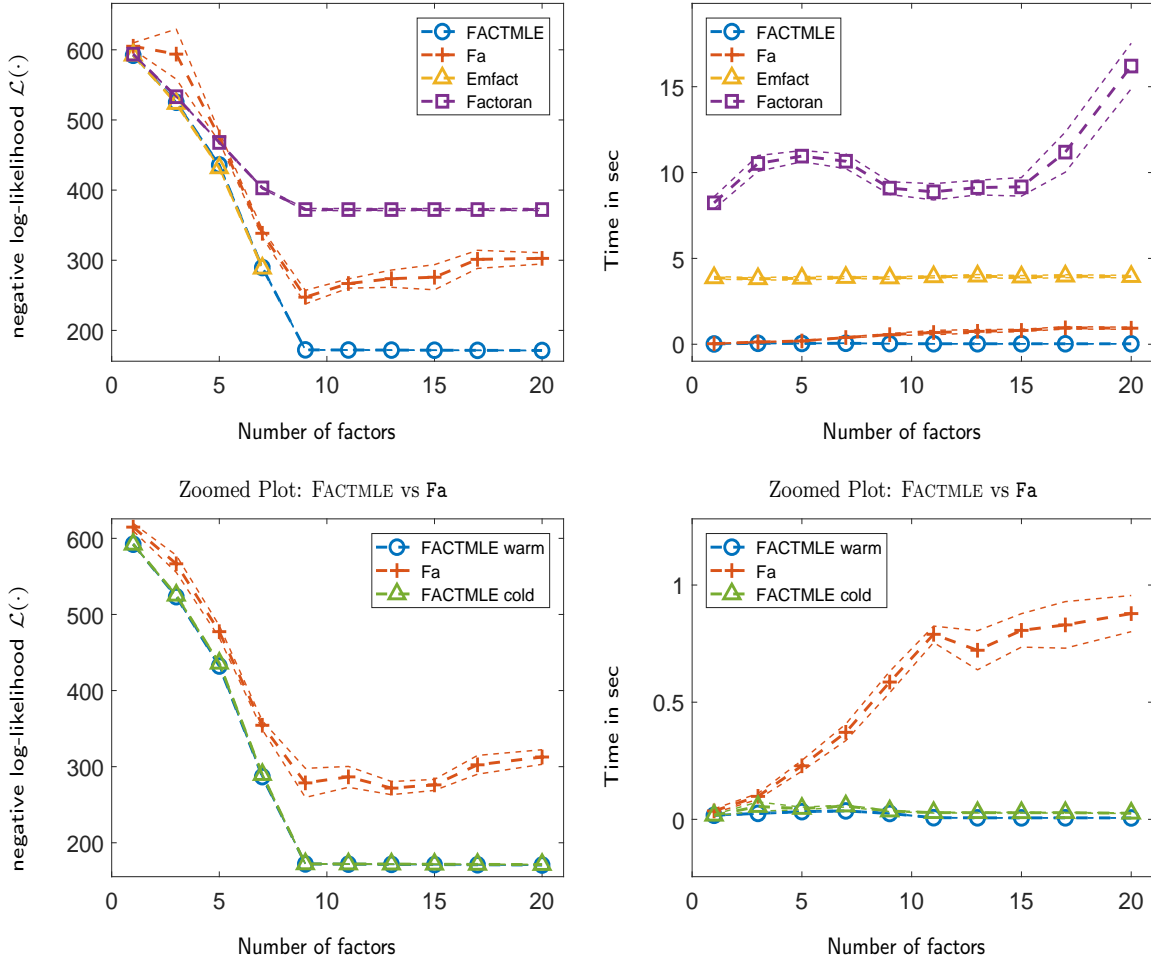 negative log-likelihood ℒ(·)
600
500
400
300
200
0
5
10
15
20
Number of factors
FACTMLE
Fa
Emfact
Factoran
Time in sec
15
10
5
0
0
5
10
15
20
Number of factors
FACTMLE
Fa
Emfact
Factoran
Zoomed Plot: FACTMLE vs Fa
negative log-likelihood ℒ(·)
600
500
400
300
200
0
5
10
15
20
Number of factors
FACTMLE warm
Fa
FACTMLE cold
Zoomed Plot: FACTMLE vs Fa
Time in sec
1
0.5
0
0
5
10
15
20
Number of factors
FACTMLE warm
Fa
FACTMLE cold